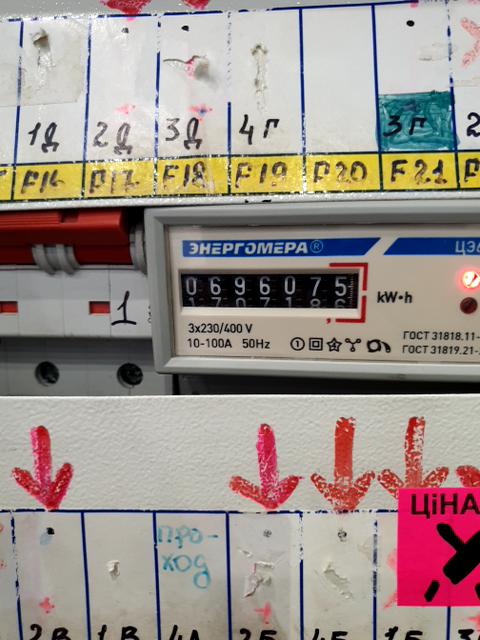 1Д 2Д 3Д 4Г 3Г 2
F16 F17 F18 F19 F20 F21 F
ЭНЕРГОМЕРА® ЦЭ6
0696075
kW·h
1
3x230/400 V
10-100A 50Hz
ГОСТ 31818.11-
ГОСТ 31819.21-
ЦІНА
ПРО-
ХОД
2В 1В 4А 2Б 4Б 1Б 3